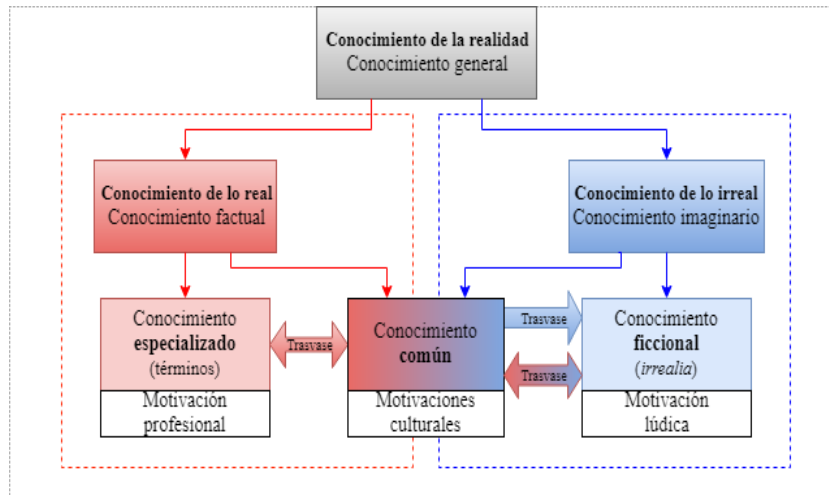 Conocimiento de la realidad
Conocimiento general
Conocimiento de lo real
Conocimiento factual
Conocimiento de lo irreal
Conocimiento imaginario
Conocimiento
especializado
(términos)
Motivación
profesional
Trasvase
Conocimiento
común
Motivaciones
culturales
Trasvase
Trasvase
Conocimiento
ficcional
(irrealia)
Motivación
lúdica